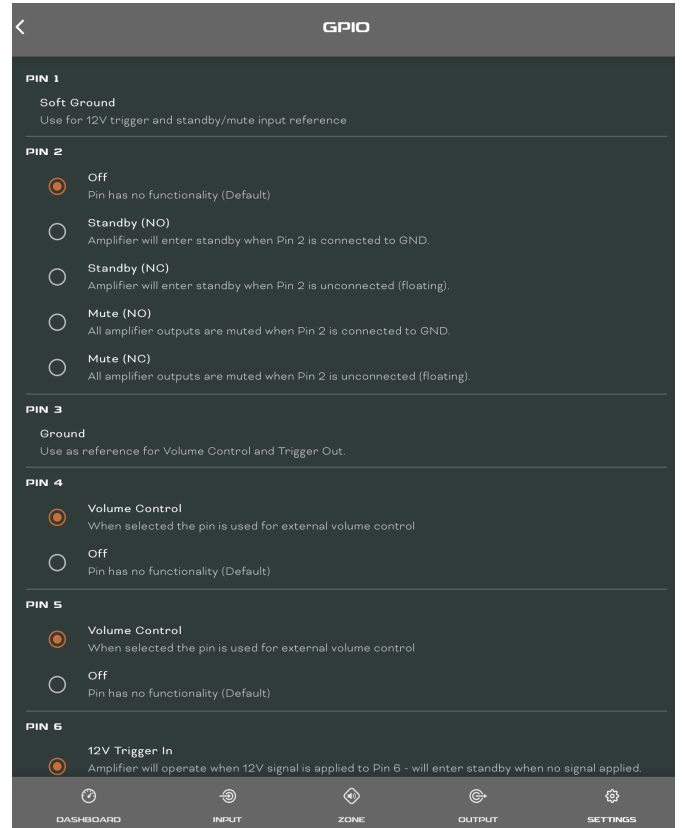 GPIO
PIN 1
Soft Ground
Use for 12V trigger and standby/mute input reference
PIN 2
Off
Pin has no functionality (Default)
Standby (NO)
Amplifier will enter standby when Pin 2 is connected to GND.
Standby (NC)
Amplifier will enter standby when Pin 2 is unconnected (floating).
Mute (NO)
All amplifier outputs are muted when Pin 2 is connected to GND.
Mute (NC)
All amplifier outputs are muted when Pin 2 is unconnected (floating).
PIN 3
Ground
Use as reference for Volume Control and Trigger Out.
PIN 4
Volume Control
When selected the pin is used for external volume control
Off
Pin has no functionality (Default)
PIN 5
Volume Control
When selected the pin is used for external volume control
Off
Pin has no functionality (Default)
PIN 6
12V Trigger In
Amplifier will operate when 12V signal is applied to Pin 6 - will enter standby when no signal applied.
DASHBOARD INPUT ZONE OUTPUT SETTINGS